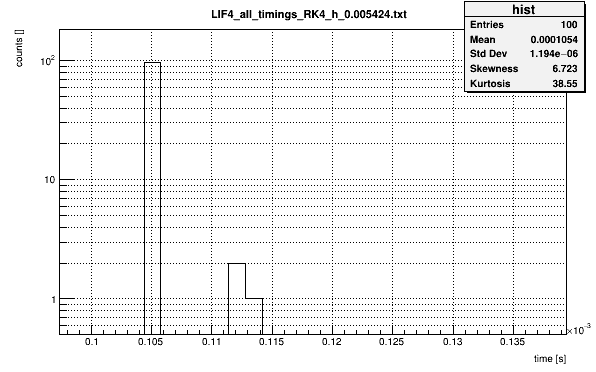 LIF4_all_timings_RK4_h_0.005424.txt
hist
Entries 100
Mean 0.0001054
Std Dev 1.194e−06
Skewness 6.723
Kurtosis 38.55
counts []
10²
10
1
0.1 0.105 0.11 0.115 0.12 0.125 0.13 0.135
×10⁻³
time [s]